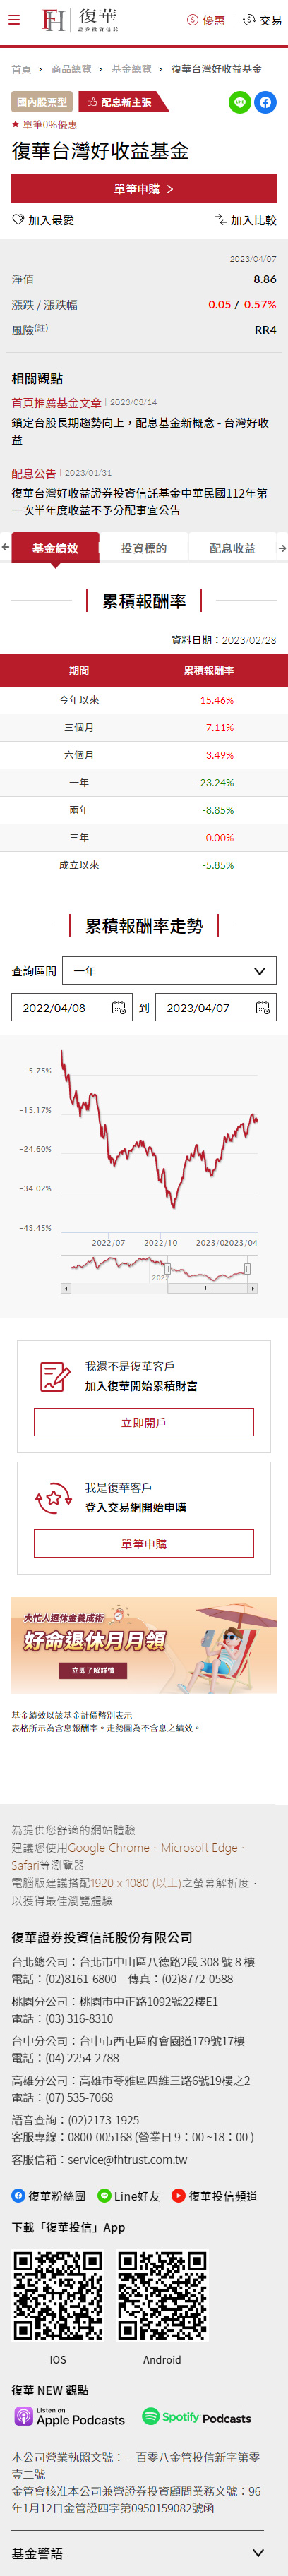 FH 復華
證券投資信託
優惠 交易
首頁 > 商品總覽 > 基金總覽 > 復華台灣好收益基金
國內股票型 配息新主張
單筆0%優惠
復華台灣好收益基金
單筆申購
加入最愛 加入比較
2023/04/07
淨值 8.86
漲跌 / 漲跌幅 0.05 / 0.57%
風險(註) RR4
相關觀點
首頁推薦基金文章 | 2023/03/14
鎖定台股長期趨勢向上，配息基金新概念 - 台灣好收
益
配息公告 | 2023/01/31
復華台灣好收益證券投資信託基金中華民國112年第
一次半年度收益不予分配事宜公告
基金績效 投資標的 配息收益
累積報酬率
資料日期：2023/02/28
期間 累積報酬率
今年以來 15.46%
三個月 7.11%
六個月 3.49%
一年 -23.24%
兩年 -8.85%
三年 0.00%
成立以來 -5.85%
累積報酬率走勢
查詢區間 一年
2022/04/08 到 2023/04/07
-5.75%
-15.17%
-24.60%
-34.02%
-43.45%
2022/07 2022/10 2023/01 2023/04
2022
我還不是復華客戶
加入復華開始累積財富
立即開戶
我是復華客戶
登入交易網開始申購
單筆申購
大忙人退休金養成術
好命退休月月領
立即了解詳情
基金績效以該基金計價幣別表示
表格所示為含息報酬率。走勢圖為不含息之績效。
為提供您舒適的網站體驗
建議您使用Google Chrome、Microsoft Edge、
Safari等瀏覽器
電腦版建議搭配1920 x 1080 (以上)之螢幕解析度，
以獲得最佳瀏覽體驗
復華證券投資信託股份有限公司
台北總公司：台北市中山區八德路2段 308 號 8 樓
電話：(02)8161-6800 傳真：(02)8772-0588
桃園分公司：桃園市中正路1092號22樓E1
電話：(03) 316-8310
台中分公司：台中市西屯區府會園道179號17樓
電話：(04) 2254-2788
高雄分公司：高雄市苓雅區四維三路6號19樓之2
電話：(07) 535-7068
語音查詢：(02)2173-1925
客服專線：0800-005168 (營業日 9：00 ~18：00 )
客服信箱：service@fhtrust.com.tw
復華粉絲團 Line好友 復華投信頻道
下載「復華投信」App
IOS Android
復華 NEW 觀點
Listen on
Apple Podcasts Spotify Podcasts
本公司營業執照文號：一百零八金管投信新字第零
壹二號
金管會核准本公司兼營證券投資顧問業務文號：96
年1月12日金管證四字第0950159082號函
基金警語